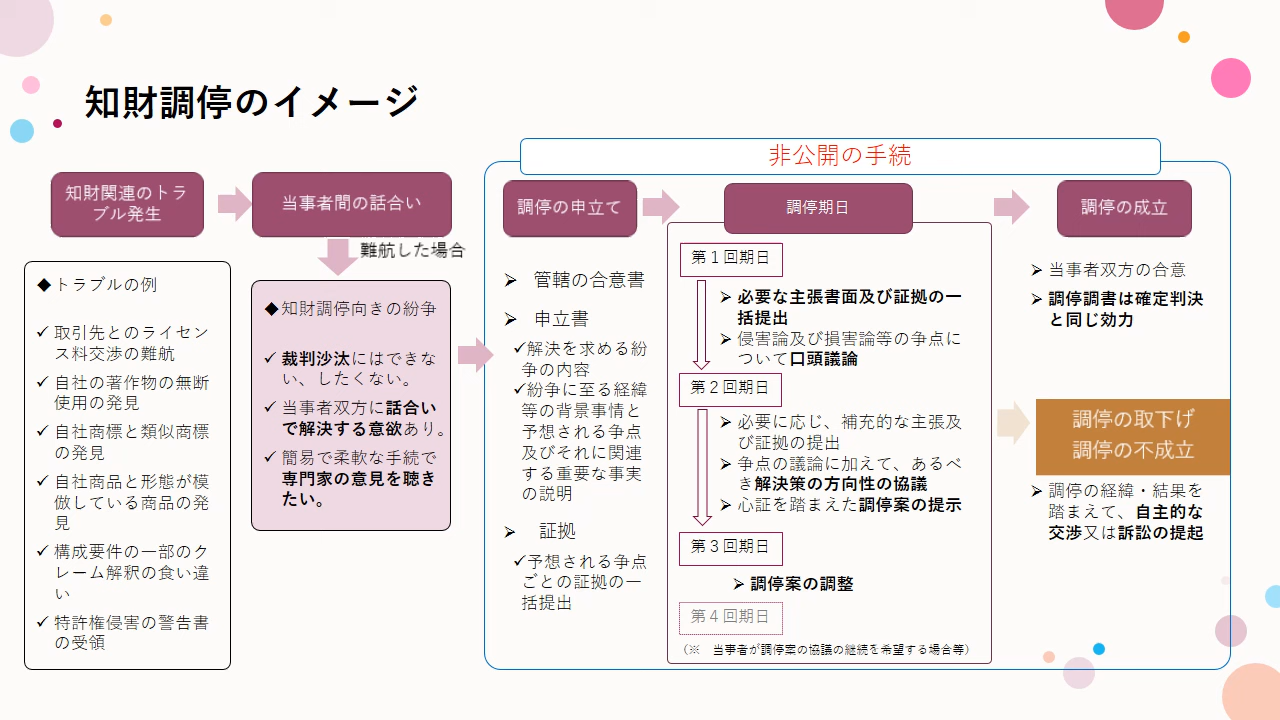 知財調停のイメージ
非公開の手続
知財関連のトラ
ブル発生
当事者間の話合い
難航した場合
調停の申立て
調停期日
調停の成立
◆トラブルの例
✓ 取引先とのライセン
ス料交渉の難航
✓ 自社の著作物の無断
使用の発見
✓ 自社商標と類似商標
の発見
✓ 自社商品と形態が模
倣している商品の発
見
✓ 構成要件の一部のク
レーム解釈の食い違
い
✓ 特許権侵害の警告書
の受領
◆知財調停向きの紛争
✓ 裁判沙汰にはできな
い、したくない。
✓ 当事者双方に話合い
で解決する意欲あり。
✓ 簡易で柔軟な手続で
専門家の意見を聴き
たい。
➢ 管轄の合意書
➢ 申立書
✓解決を求める紛
争の内容
✓紛争に至る経緯
等の背景事情と
予想される争点
及びそれに関連
する重要な事実
の説明
➢ 証拠
✓予想される争点
ごとの証拠の一
括提出
第1回期日
➢ 必要な主張書面及び証拠の一
括提出
➢ 侵害論及び損害論等の争点に
ついて口頭議論
第2回期日
➢ 必要に応じ、補充的な主張及
び証拠の提出
➢ 争点の議論に加えて、あるべ
き解決策の方向性の協議
➢ 心証を踏まえた調停案の提示
第3回期日
➢ 調停案の調整
第4回期日
（※　当事者が調停案の協議の継続を希望する場合等）
➢ 当事者双方の合意
➢ 調停調書は確定判決
と同じ効力
調停の取下げ
調停の不成立
➢ 調停の経緯・結果を
踏まえて、自主的な
交渉又は訴訟の提起